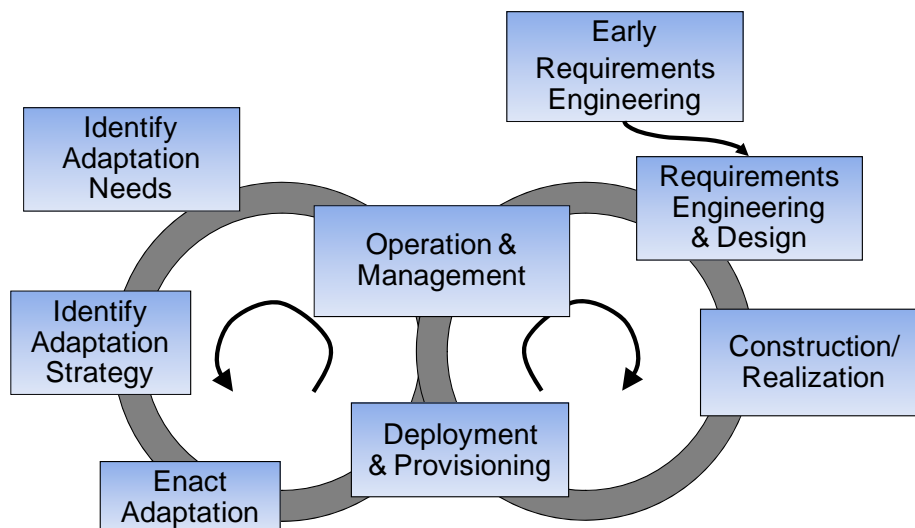 Early
Requirements
Engineering
Identify
Adaptation
Needs
Requirements
Engineering
& Design
Operation &
Management
Identify
Adaptation
Strategy
Construction/
Realization
Deployment
& Provisioning
Enact
Adaptation